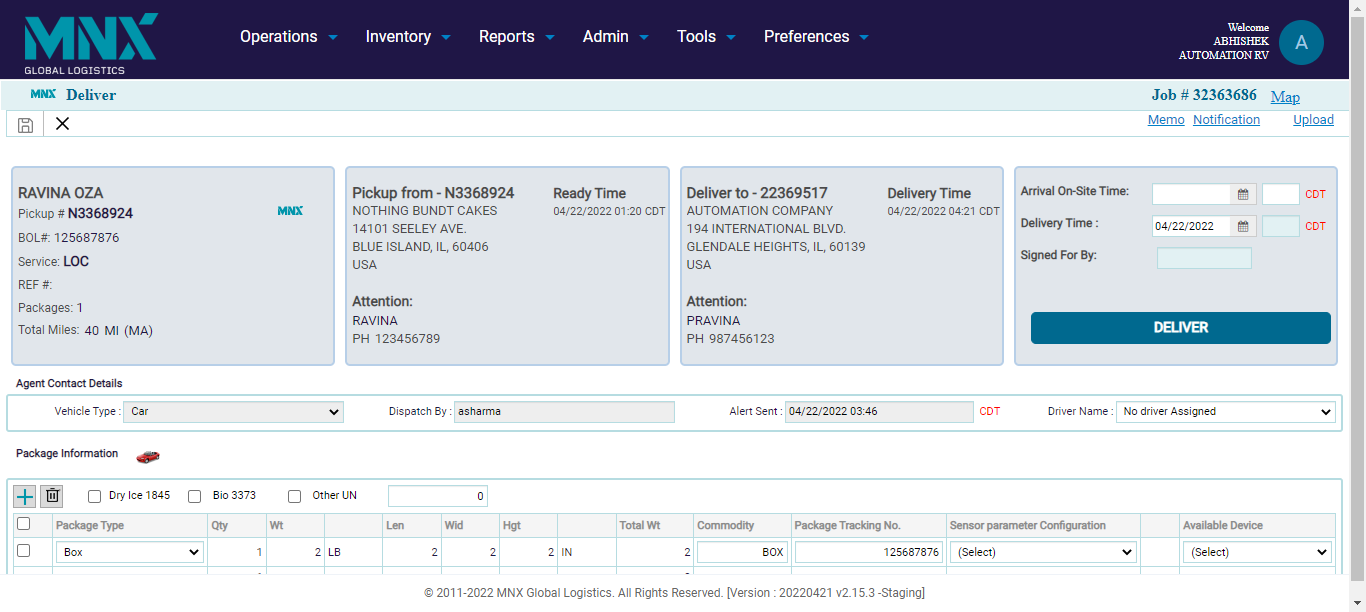 MNX
GLOBAL LOGISTICS
Operations Inventory Reports Admin Tools Preferences
Welcome
ABHISHEK
AUTOMATION RV
A
MNX Deliver
Job # 32363686 Map
Memo Notification Upload
RAVINA OZA
Pickup # N3368924
MNX
BOL#: 125687876
Service: LOC
REF #:
Packages: 1
Total Miles: 40 MI (MA)
Pickup from - N3368924
NOTHING BUNDT CAKES
14101 SEELEY AVE.
BLUE ISLAND, IL, 60406
USA
Attention:
RAVINA
PH 123456789
Ready Time
04/22/2022 01:20 CDT
Deliver to - 22369517
AUTOMATION COMPANY
194 INTERNATIONAL BLVD.
GLENDALE HEIGHTS, IL, 60139
USA
Attention:
PRAVINA
PH 987456123
Delivery Time
04/22/2022 04:21 CDT
Arrival On-Site Time: CDT
Delivery Time : 04/22/2022 CDT
Signed For By:
DELIVER
Agent Contact Details
Vehicle Type : Car Dispatch By : asharma Alert Sent : 04/22/2022 03:46 CDT Driver Name : No driver Assigned
Package Information
Dry Ice 1845 Bio 3373 Other UN 0
Package Type Qty Wt Len Wid Hgt Total Wt Commodity Package Tracking No. Sensor parameter Configuration Available Device
Box 1 2 LB 2 2 2 IN 2 BOX 125687876 (Select) (Select)
© 2011-2022 MNX Global Logistics. All Rights Reserved. [Version : 20220421 v2.15.3 -Staging]